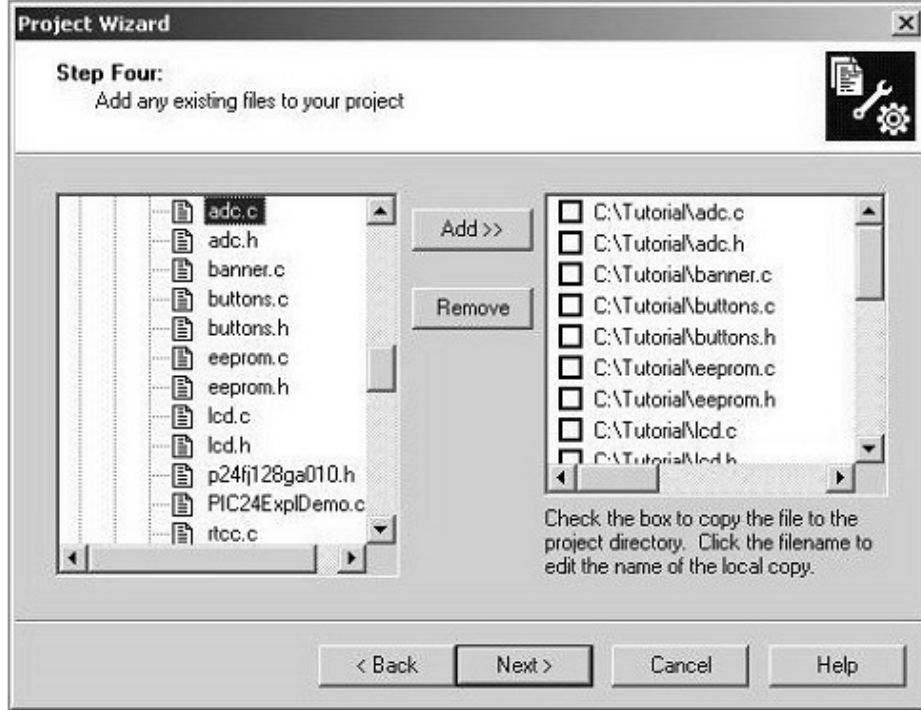 Project Wizard
Step Four:
Add any existing files to your project
adc.c
adc.h
banner.c
buttons.c
buttons.h
eeprom.c
eeprom.h
lcd.c
lcd.h
p24fj128ga010.h
PIC24ExplDemo.c
rtcc.c
Add >>
Remove
C:\Tutorial\adc.c
C:\Tutorial\adc.h
C:\Tutorial\banner.c
C:\Tutorial\buttons.c
C:\Tutorial\buttons.h
C:\Tutorial\eeprom.c
C:\Tutorial\eeprom.h
C:\Tutorial\lcd.c
C:\Tutorial\lcd.h
Check the box to copy the file to the
project directory. Click the filename to
edit the name of the local copy.
< Back
Next >
Cancel
Help